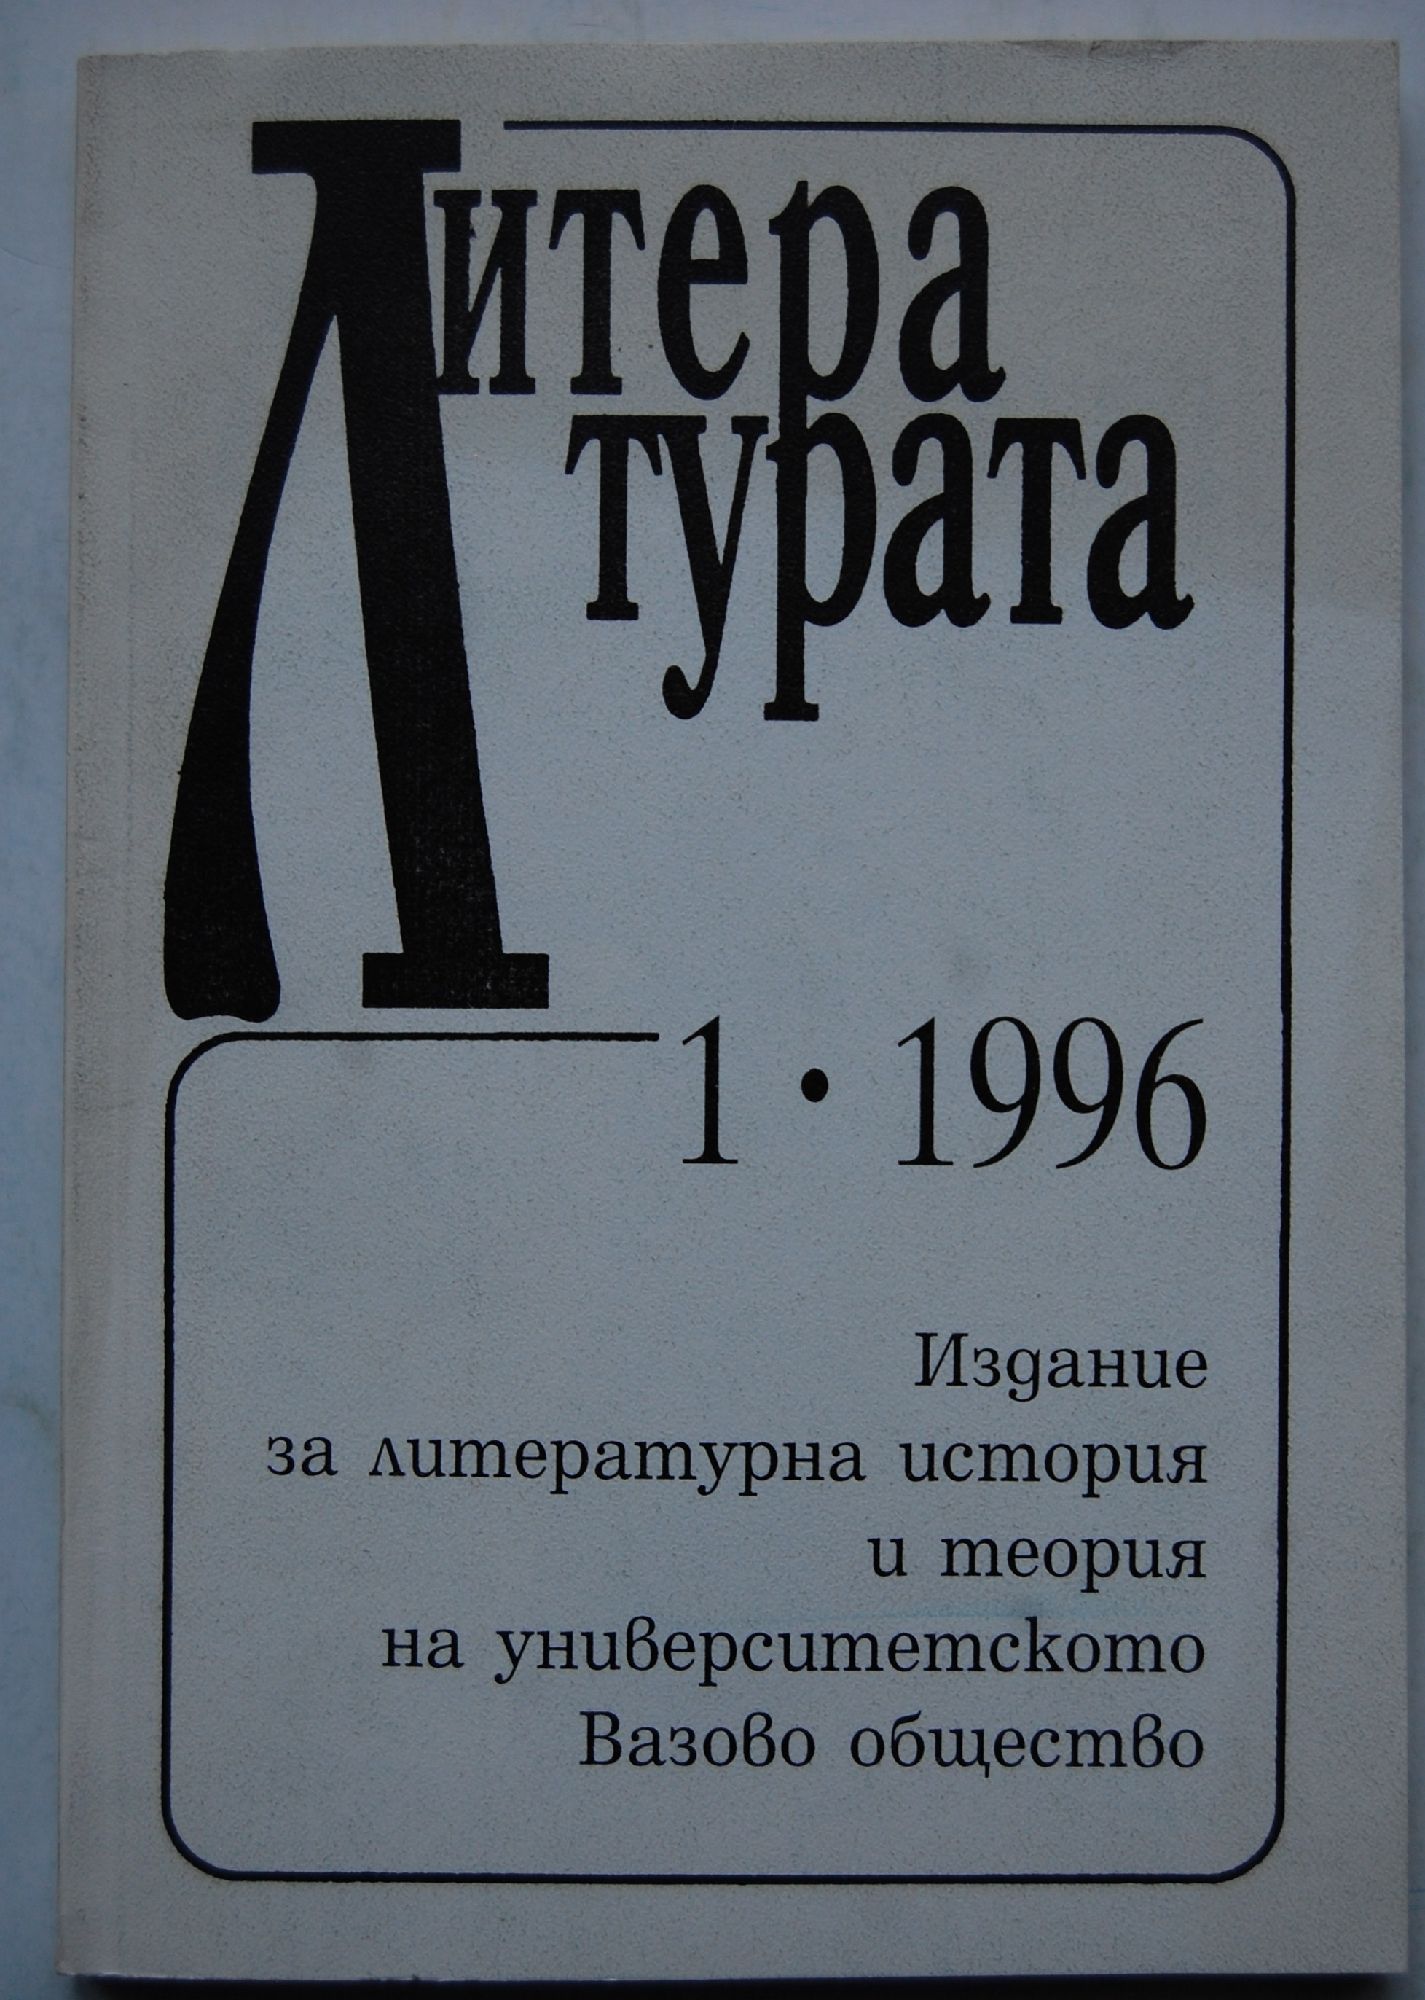 Литера
турата
1 • 1996
Издание
за литературна история
и теория
на университетското
Вазово общество